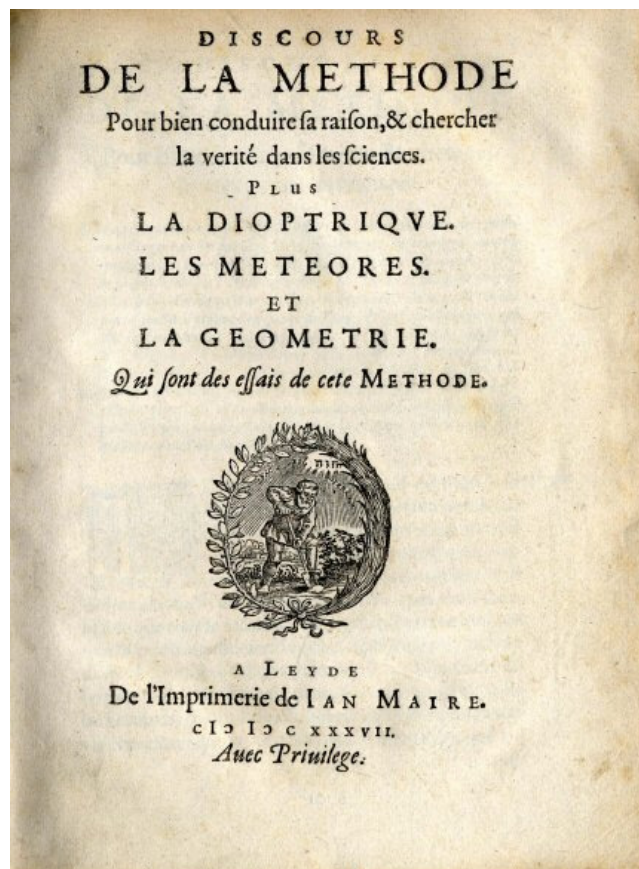 DISCOURS
DE LA METHODE
Pour bien conduire ſa raiſon,& chercher
la verité dans les ſciences.
PLUS
LA DIOPTRIQVE.
LES METEORES.
ET
LA GEOMETRIE.
Qui ſont des eſſais de cete METHODE.
A LEYDE
De l'Imprimerie de IAN MAIRE.
cIↄ Iↄ c xxxvii.
Auec Priuilege.